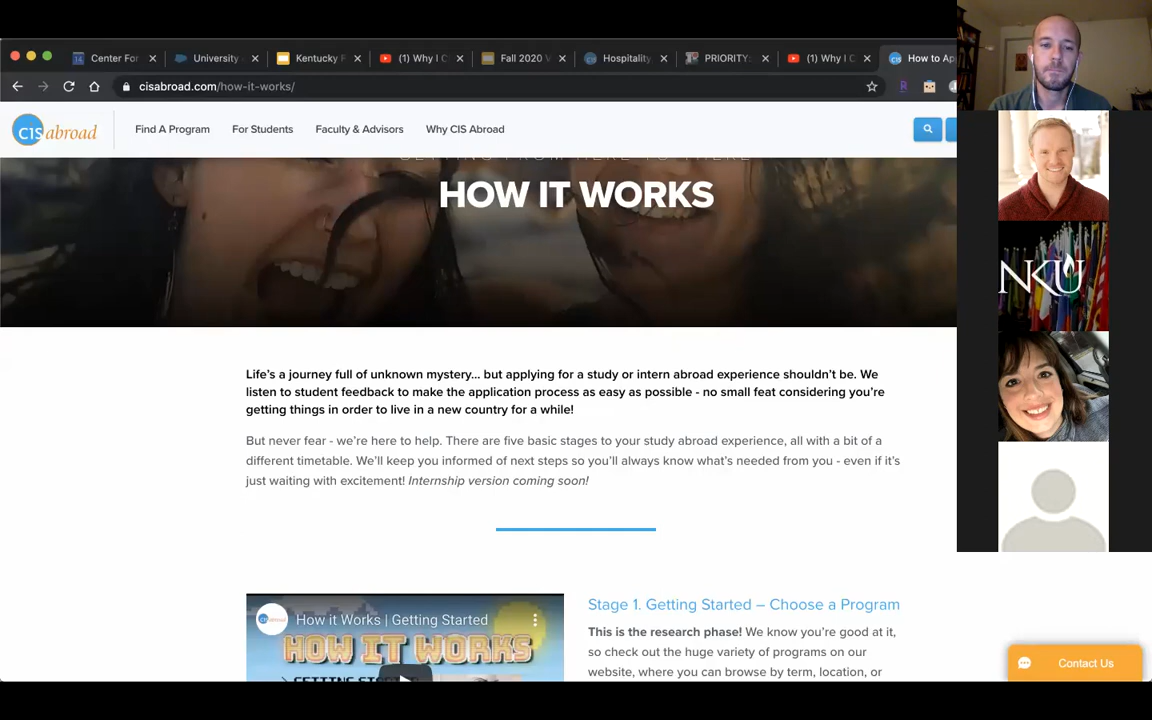 Center For
University
Kentucky F
(1) Why I C
Fall 2020 V
Hospitality
PRIORITY:
(1) Why I C
How to Ap
cisabroad.com/how-it-works/
CIS abroad
Find A Program
For Students
Faculty & Advisors
Why CIS Abroad
GETTING FROM HERE TO THERE
HOW IT WORKS
NKU
Life's a journey full of unknown mystery... but applying for a study or intern abroad experience shouldn't be. We
listen to student feedback to make the application process as easy as possible - no small feat considering you're
getting things in order to live in a new country for a while!
But never fear - we're here to help. There are five basic stages to your study abroad experience, all with a bit of a
different timetable. We'll keep you informed of next steps so you'll always know what's needed from you - even if it's
just waiting with excitement! Internship version coming soon!
How it Works | Getting Started
HOW IT WORKS
Stage 1. Getting Started – Choose a Program
This is the research phase! We know you're good at it,
so check out the huge variety of programs on our
website, where you can browse by term, location, or
Contact Us